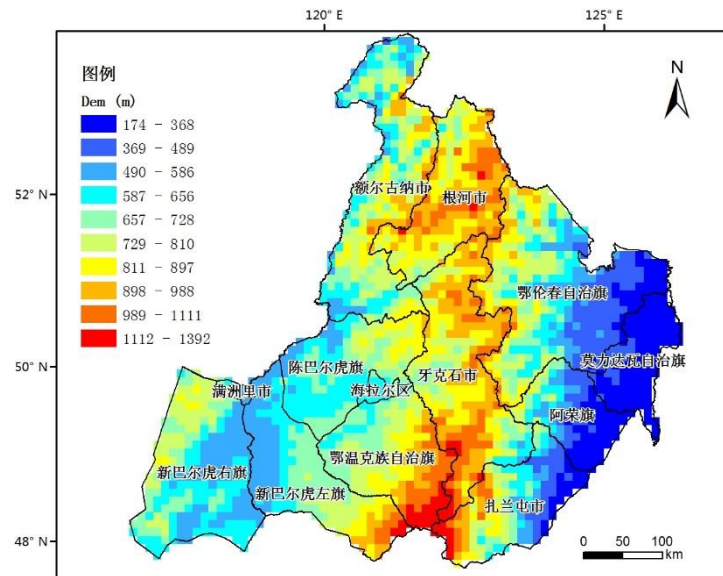 120° E
125° E
图例
Dem (m)
174 - 368
369 - 489
490 - 586
587 - 656
657 - 728
729 - 810
811 - 897
898 - 988
989 - 1111
1112 - 1392
N
52° N
50° N
48° N
额尔古纳市
根河市
鄂伦春自治旗
莫力达瓦自治旗
陈巴尔虎旗
牙克石市
满洲里市
海拉尔区
阿荣旗
鄂温克族自治旗
新巴尔虎右旗
新巴尔虎左旗
扎兰屯市
0 50 100
km